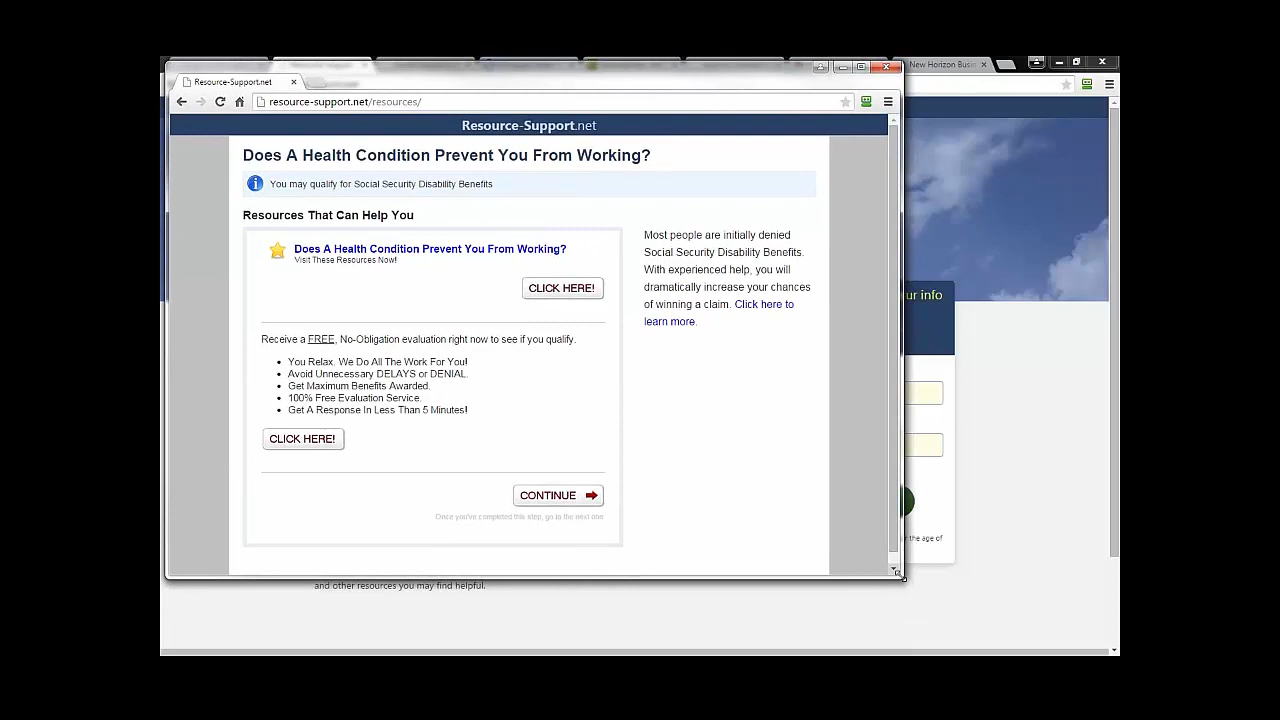 New Horizon Busin
Resource-Support.net
resource-support.net/resources/
Resource-Support.net
Does A Health Condition Prevent You From Working?
You may qualify for Social Security Disability Benefits
Resources That Can Help You
Does A Health Condition Prevent You From Working?
Visit These Resources Now!
CLICK HERE!
Most people are initially denied
Social Security Disability Benefits.
With experienced help, you will
dramatically increase your chances
of winning a claim. Click here to
learn more.
ur info
Receive a FREE, No-Obligation evaluation right now to see if you qualify.
You Relax. We Do All The Work For You!
Avoid Unnecessary DELAYS or DENIAL.
Get Maximum Benefits Awarded.
100% Free Evaluation Service.
Get A Response In Less Than 5 Minutes!
CLICK HERE!
CONTINUE
Once you've completed this step, go to the next one
r the age of
and other resources you may find helpful.